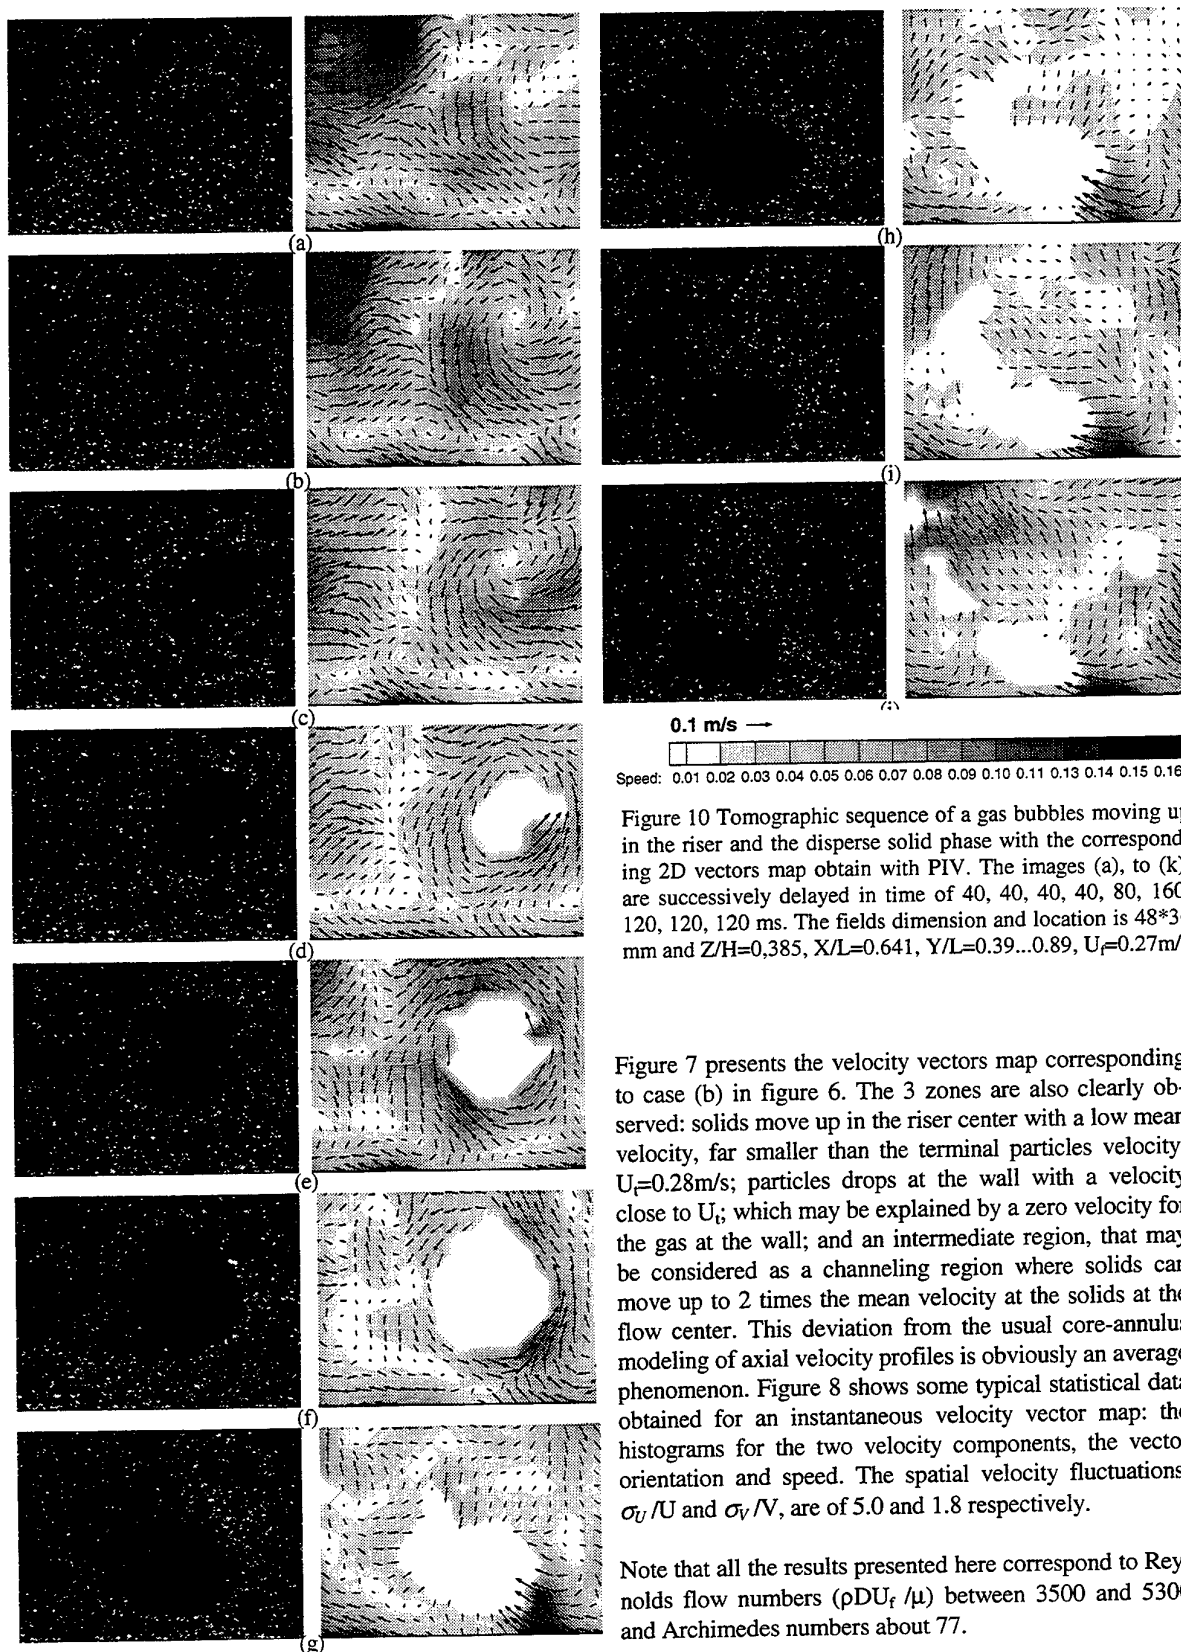 (a)
(b)
(c)
(d)
(e)
(f)
(g)
(h)
(i)
0.1 m/s
Speed: 0.01 0.02 0.03 0.04 0.05 0.06 0.07 0.08 0.09 0.10 0.11 0.13 0.14 0.15 0.16
Figure 10 Tomographic sequence of a gas bubbles moving
in the riser and the disperse solid phase with the correspond
ing 2D vectors map obtain with PIV. The images (a), to (k)
are successively delayed in time of 40, 40, 40, 40, 80, 160
120, 120, 120 ms. The fields dimension and location is
mm and Z/H=0,385, X/L=0.641, Y/L=0.39...0.89, U_f=0.27m/
Figure 7 presents the velocity vectors map corresponding
to case (b) in figure 6. The 3 zones are also clearly ob-
served: solids move up in the riser center with a low mean
velocity, far smaller than the terminal particles velocity
U_t=0.28m/s; particles drops at the wall with a velocity
close to U_t; which may be explained by a zero velocity for
the gas at the wall; and an intermediate region, that may
be considered as a channeling region where solids can
move up to 2 times the mean velocity at the solids at the
flow center. This deviation from the usual core-annulus
modeling of axial velocity profiles is obviously an average
phenomenon. Figure 8 shows some typical statistical data
obtained for an instantaneous velocity vector map: the
histograms for the two velocity components, the vecto
orientation and speed. The spatial velocity fluctuations
σ_U /U and σ_V /V, are of 5.0 and 1.8 respectively.
Note that all the results presented here correspond to Rey
nolds flow numbers (ρDU_f /μ) between 3500 and
and Archimedes numbers about 77.